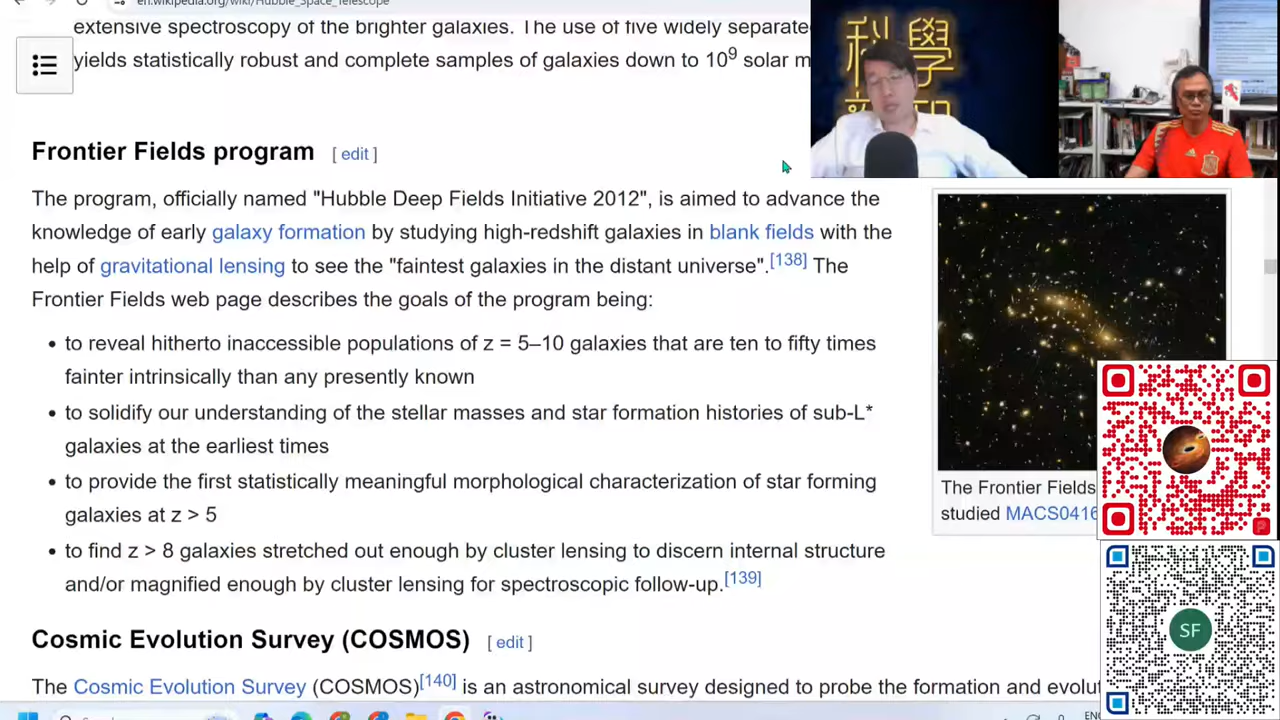 en.wikipedia.org/wiki/Hubble_Space_Telescope
extensive spectroscopy of the brighter galaxies. The use of five widely separate
yields statistically robust and complete samples of galaxies down to 10⁹ solar m
科學
Frontier Fields program [ edit ]
The program, officially named "Hubble Deep Fields Initiative 2012", is aimed to advance the
knowledge of early galaxy formation by studying high-redshift galaxies in blank fields with the
help of gravitational lensing to see the "faintest galaxies in the distant universe".[138] The
Frontier Fields web page describes the goals of the program being:
• to reveal hitherto inaccessible populations of z = 5–10 galaxies that are ten to fifty times
fainter intrinsically than any presently known
• to solidify our understanding of the stellar masses and star formation histories of sub-L*
galaxies at the earliest times
• to provide the first statistically meaningful morphological characterization of star forming
galaxies at z > 5
• to find z > 8 galaxies stretched out enough by cluster lensing to discern internal structure
and/or magnified enough by cluster lensing for spectroscopic follow-up.[139]
The Frontier Fields
studied MACS0416
SF
Cosmic Evolution Survey (COSMOS) [ edit ]
The Cosmic Evolution Survey (COSMOS)[140] is an astronomical survey designed to probe the formation and evolut
ENG